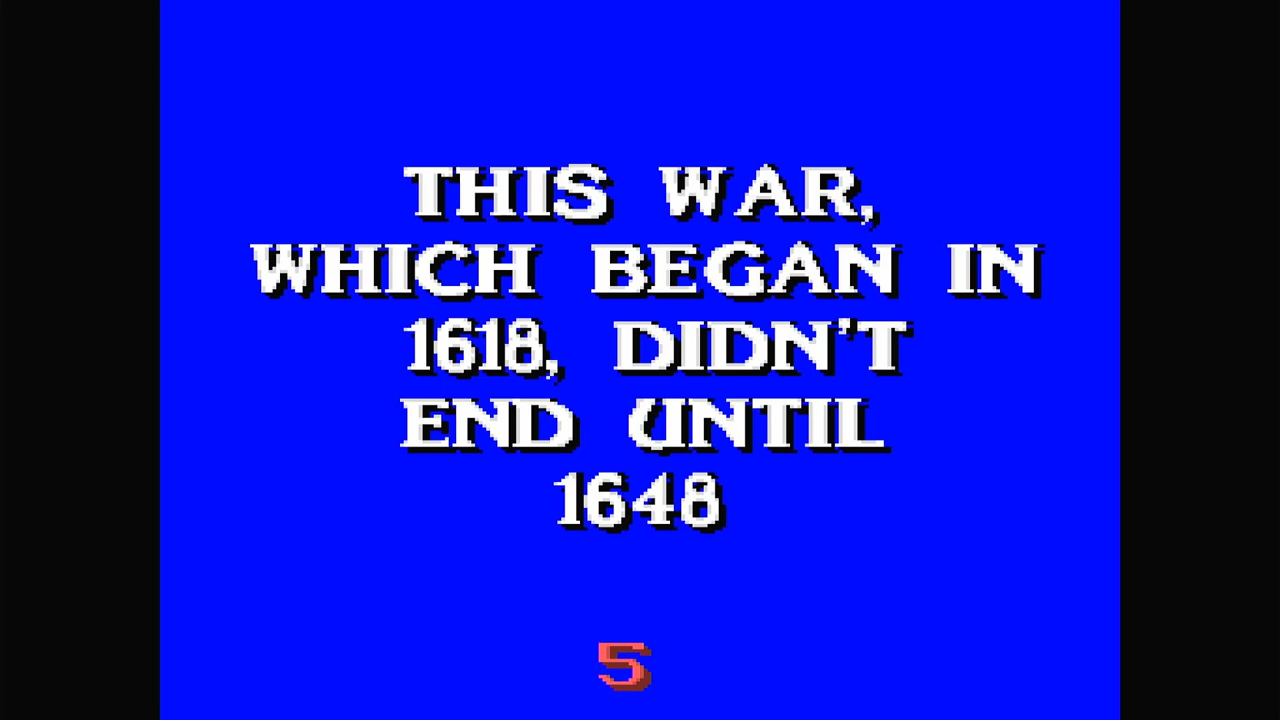 THIS WAR,
WHICH BEGAN IN
1618, DIDN'T
END UNTIL
1648
5